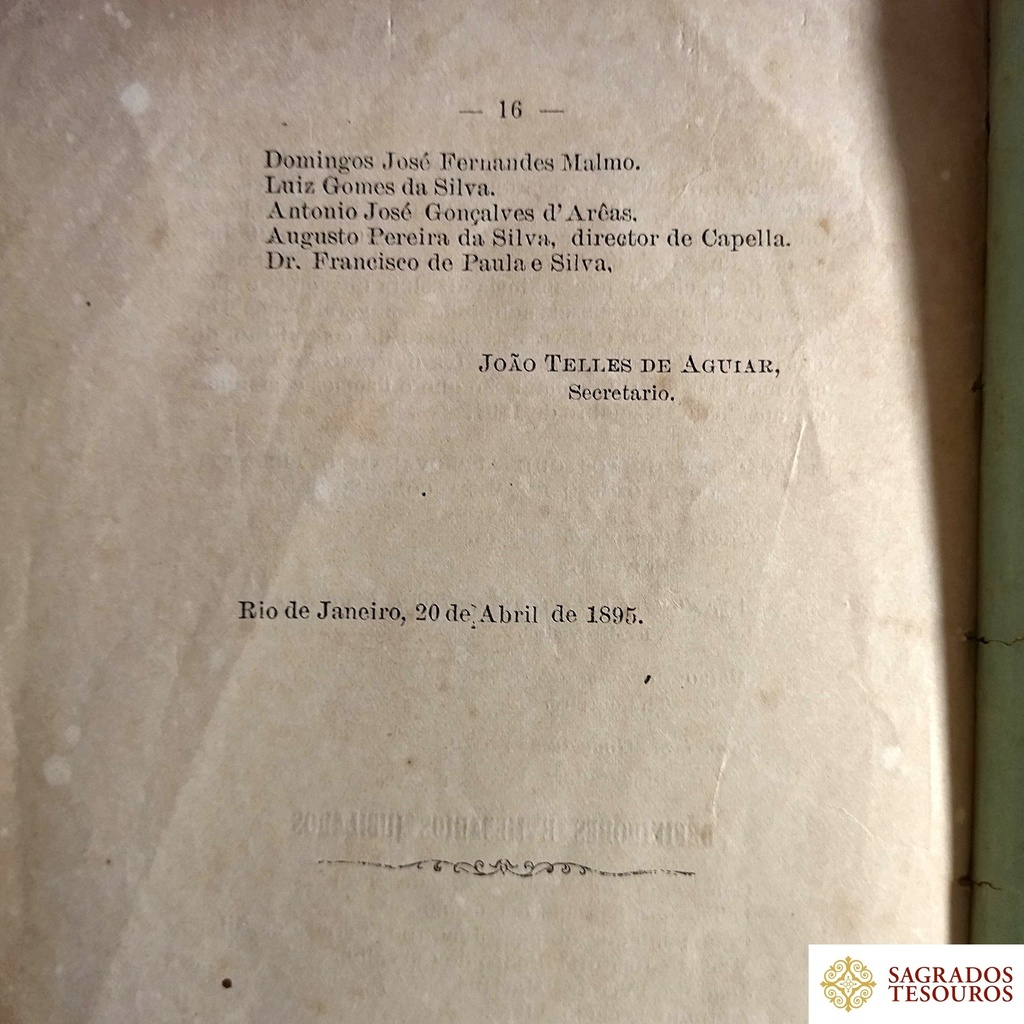 — 16 —
Domingos José Fernandes Malmo.
Luiz Gomes da Silva.
Antonio José Gonçalves d'Arêas.
Augusto Pereira da Silva, director de Capella.
Dr. Francisco de Paula e Silva,
João Telles de Aguiar,
Secretario.
Rio de Janeiro, 20 de Abril de 1895.
SAGRADOS
TESOUROS